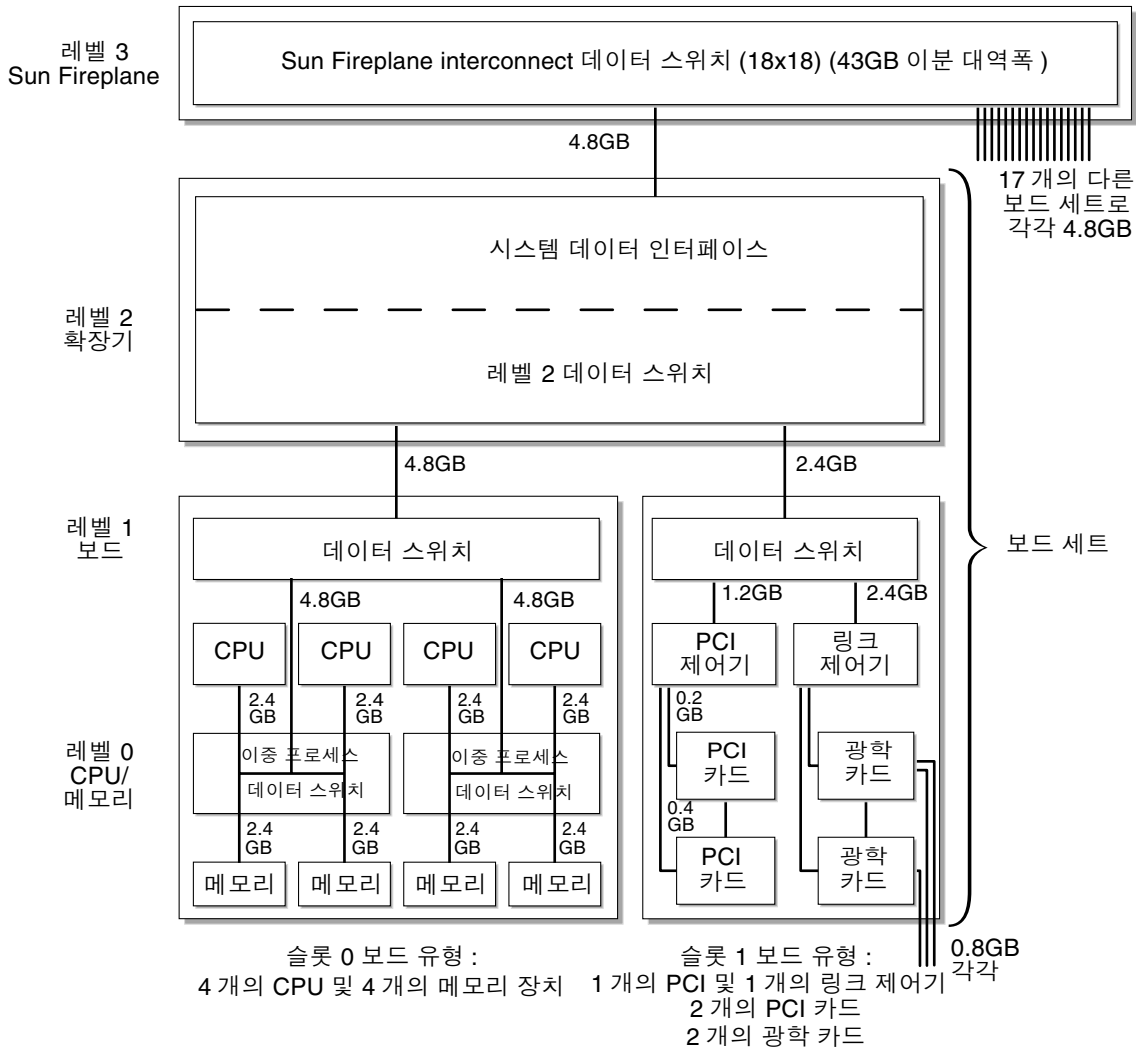 레벨 3
Sun Fireplane
Sun Fireplane interconnect 데이터 스위치 (18x18) (43GB 이분 대역폭 )
4.8GB
17 개의 다른
보드 세트로
각각 4.8GB
시스템 데이터 인터페이스
레벨 2
확장기
레벨 2 데이터 스위치
4.8GB
2.4GB
레벨 1
보드
데이터 스위치
데이터 스위치
보드 세트
4.8GB
4.8GB
1.2GB
2.4GB
CPU
CPU
CPU
CPU
PCI
제어기
링크
제어기
2.4
GB
2.4
GB
2.4
GB
2.4
GB
0.2
GB
레벨 0
CPU/
메모리
이중 프로세스
데이터 스위치
이중 프로세스
데이터 스위치
PCI
카드
광학
카드
2.4
GB
2.4
GB
2.4
GB
2.4
GB
0.4
GB
메모리
메모리
메모리
메모리
PCI
카드
광학
카드
0.8GB
각각
슬롯 0 보드 유형 :
4 개의 CPU 및 4 개의 메모리 장치
슬롯 1 보드 유형 :
1 개의 PCI 및 1 개의 링크 제어기
2 개의 PCI 카드
2 개의 광학 카드